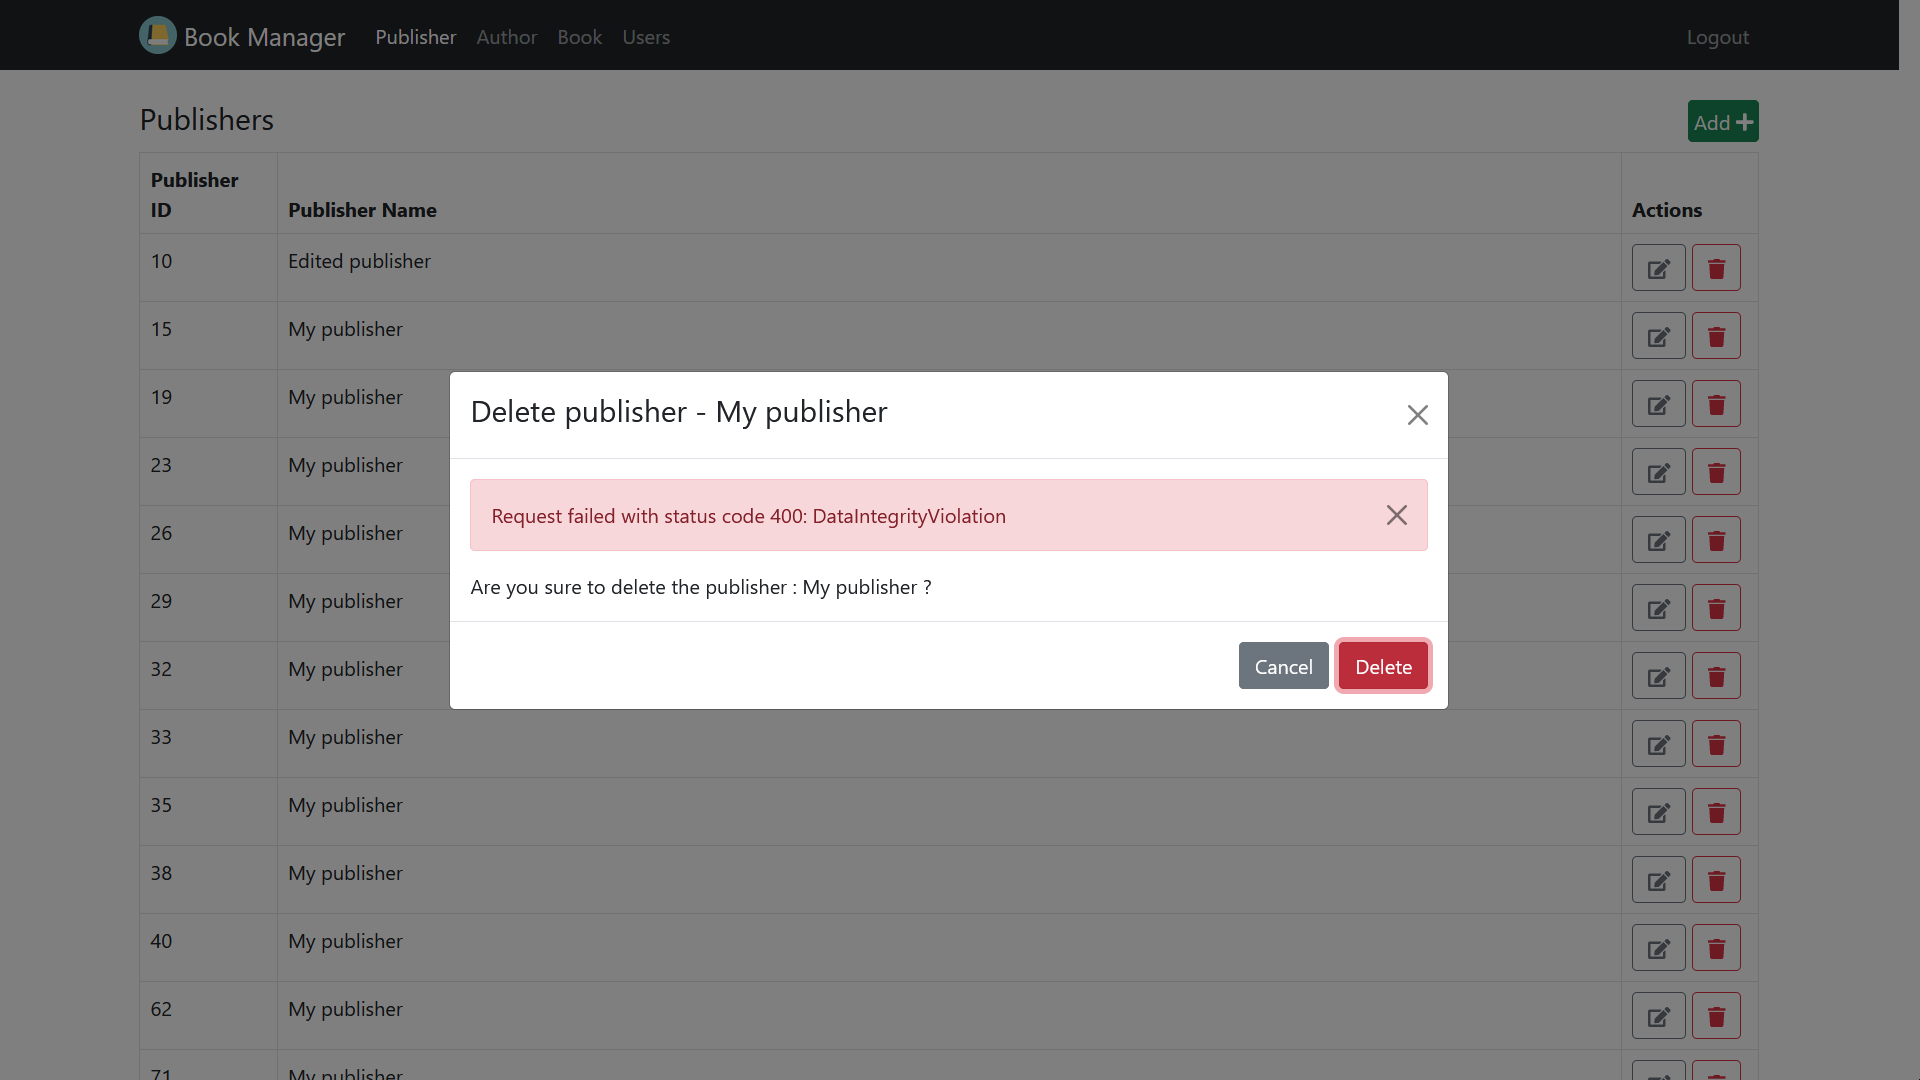 Book Manager Publisher Author Book Users Logout
Publishers
Add
Publisher
ID
Publisher Name
Actions
10 Edited publisher
15 My publisher
19 My publisher
23 My publisher
26 My publisher
29 My publisher
32 My publisher
33 My publisher
35 My publisher
38 My publisher
40 My publisher
62 My publisher
71 My publisher
Delete publisher - My publisher
Request failed with status code 400: DataIntegrityViolation
Are you sure to delete the publisher : My publisher ?
Cancel Delete